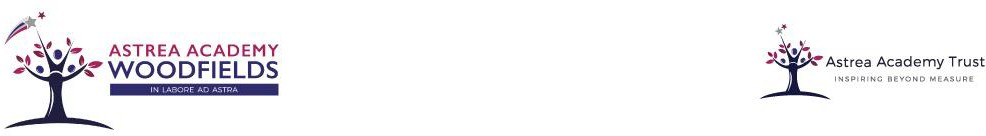 ASTREA ACADEMY
WOODFIELDS
IN LABORE AD ASTRA
Astrea Academy Trust
INSPIRING BEYOND MEASURE